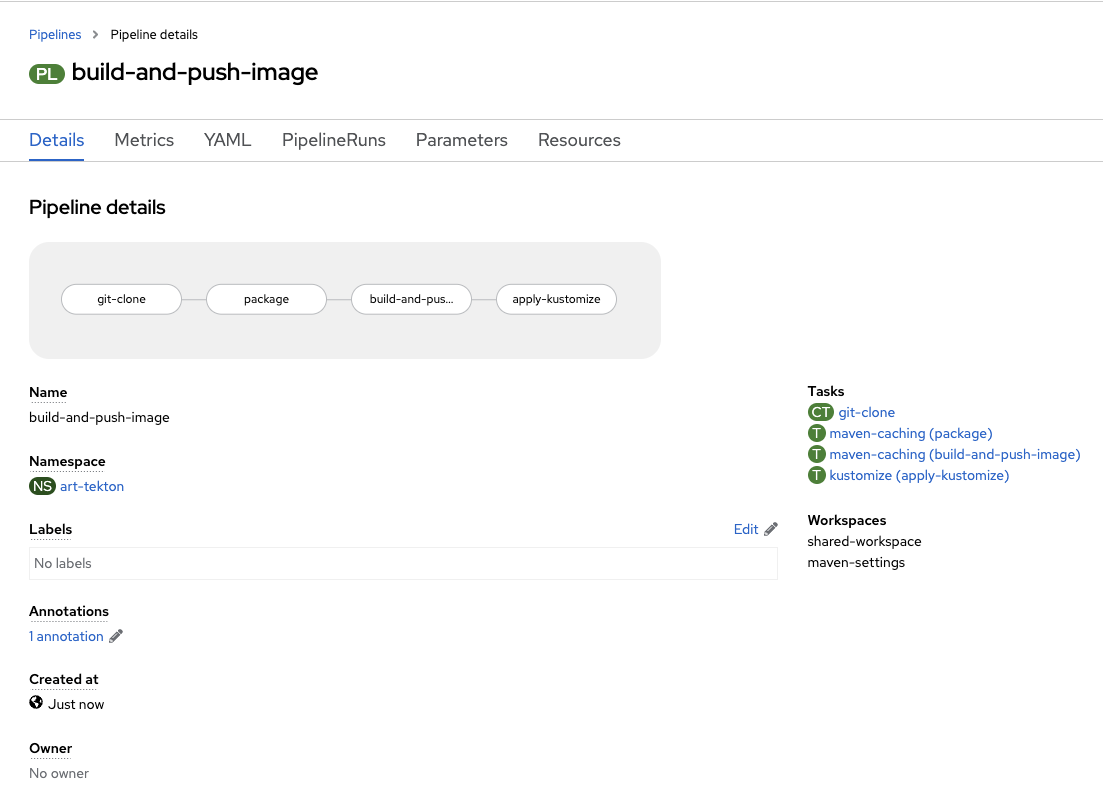 Pipelines > Pipeline details
PL build-and-push-image
Details Metrics YAML PipelineRuns Parameters Resources
Pipeline details
git-clone package build-and-pus... apply-kustomize
Name
build-and-push-image
Namespace
NS art-tekton
Labels Edit
No labels
Annotations
1 annotation
Created at
Just now
Owner
No owner
Tasks
CT git-clone
T maven-caching (package)
T maven-caching (build-and-push-image)
T kustomize (apply-kustomize)
Workspaces
shared-workspace
maven-settings